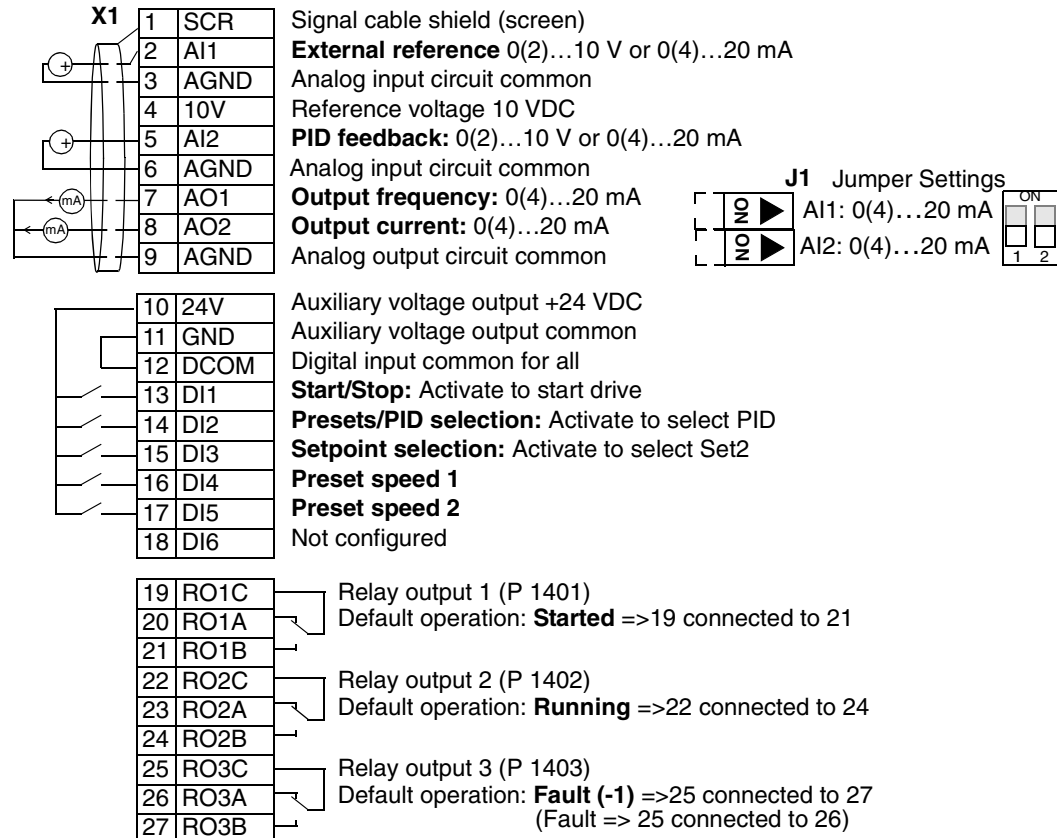 X1
1 SCR Signal cable shield (screen)
2 AI1 External reference 0(2)…10 V or 0(4)…20 mA
+
3 AGND Analog input circuit common
4 10V Reference voltage 10 VDC
5 AI2 PID feedback: 0(2)…10 V or 0(4)…20 mA
+
6 AGND Analog input circuit common
7 AO1 Output frequency: 0(4)…20 mA
mA
8 AO2 Output current: 0(4)…20 mA
mA
9 AGND Analog output circuit common
J1 Jumper Settings
ON AI1: 0(4)…20 mA
ON AI2: 0(4)…20 mA
ON
1 2
10 24V Auxiliary voltage output +24 VDC
11 GND Auxiliary voltage output common
12 DCOM Digital input common for all
13 DI1 Start/Stop: Activate to start drive
14 DI2 Presets/PID selection: Activate to select PID
15 DI3 Setpoint selection: Activate to select Set2
16 DI4 Preset speed 1
17 DI5 Preset speed 2
18 DI6 Not configured
19 RO1C Relay output 1 (P 1401)
20 RO1A Default operation: Started =>19 connected to 21
21 RO1B
22 RO2C Relay output 2 (P 1402)
23 RO2A Default operation: Running =>22 connected to 24
24 RO2B
25 RO3C Relay output 3 (P 1403)
26 RO3A Default operation: Fault (-1) =>25 connected to 27
27 RO3B (Fault => 25 connected to 26)